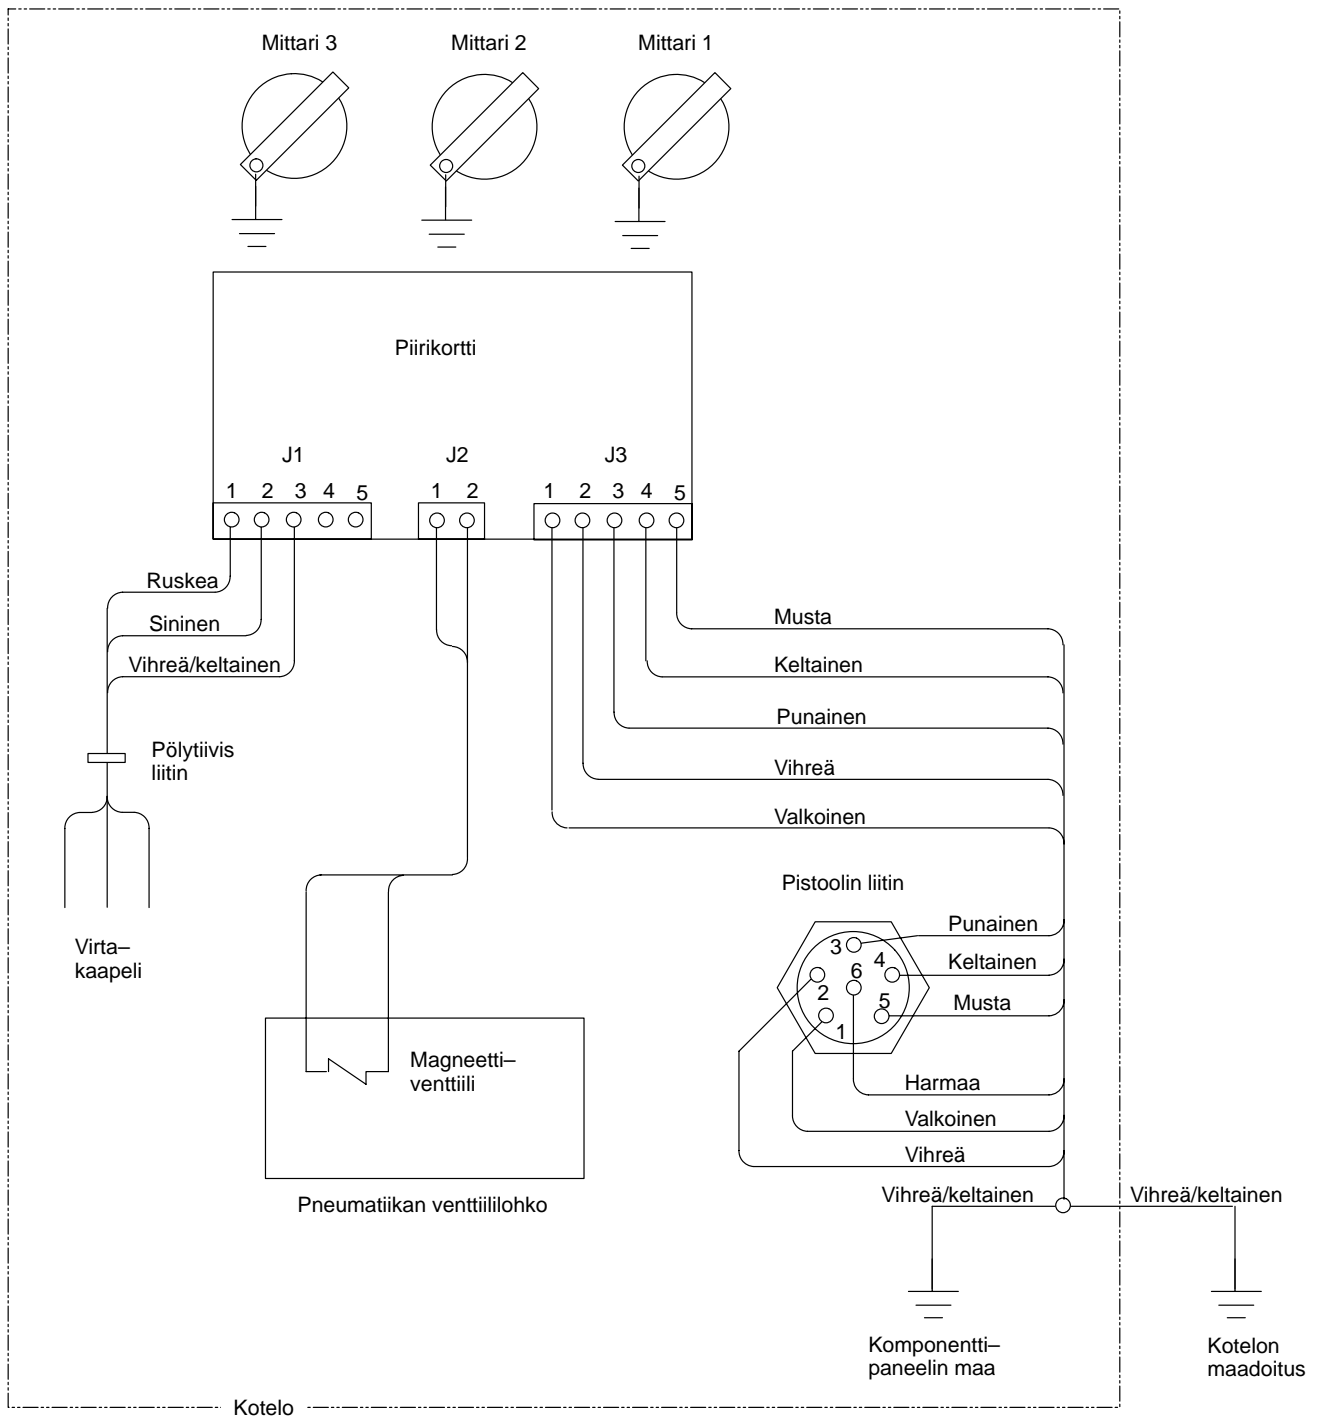 Mittari 3
Mittari 2
Mittari 1
Piirikortti
J1
J2
J3
1 2 3 4 5
1 2
1 2 3 4 5
Ruskea
Sininen
Vihreä/keltainen
Musta
Keltainen
Punainen
Vihreä
Valkoinen
Pölytiivis
liitin
Virta–
kaapeli
Pistoolin liitin
3
4
6
2
5
1
Punainen
Keltainen
Musta
Harmaa
Valkoinen
Vihreä
Magneetti–
venttiili
Pneumatiikan venttiililohko
Vihreä/keltainen
Vihreä/keltainen
Komponentti–
paneelin maa
Kotelon
maadoitus
Kotelo